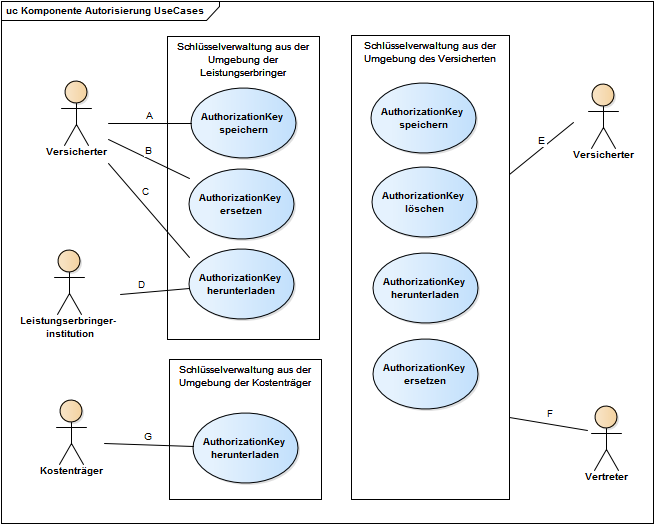 uc Komponente Autorisierung UseCases
Schlüsselverwaltung aus der
Umgebung der
Leistungserbringer
AuthorizationKey
speichern
AuthorizationKey
ersetzen
AuthorizationKey
herunterladen
Versicherter
A
B
C
D
Leistungserbringer-
institution
Schlüsselverwaltung aus der
Umgebung der Kostenträger
AuthorizationKey
herunterladen
G
Kostenträger
Schlüsselverwaltung aus der
Umgebung des Versicherten
AuthorizationKey
speichern
AuthorizationKey
löschen
AuthorizationKey
herunterladen
AuthorizationKey
ersetzen
E
Versicherter
F
Vertreter